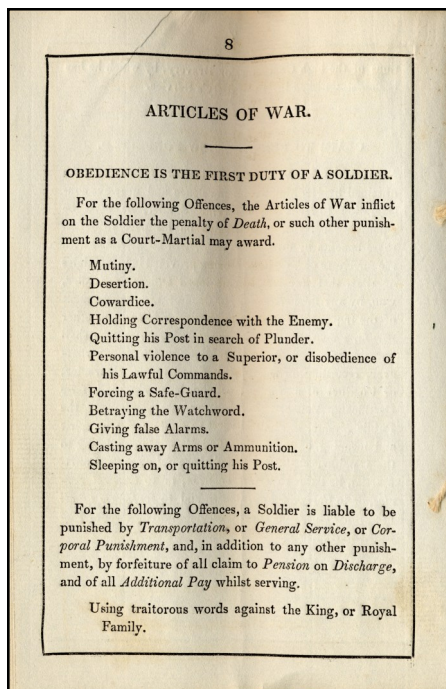 8
ARTICLES OF WAR.
OBEDIENCE IS THE FIRST DUTY OF A SOLDIER.
For the following Offences, the Articles of War inflict
on the Soldier the penalty of Death, or such other punish-
ment as a Court-Martial may award.
Mutiny.
Desertion.
Cowardice.
Holding Correspondence with the Enemy.
Quitting his Post in search of Plunder.
Personal violence to a Superior, or disobedience of
his Lawful Commands.
Forcing a Safe-Guard.
Betraying the Watchword.
Giving false Alarms.
Casting away Arms or Ammunition.
Sleeping on, or quitting his Post.
For the following Offences, a Soldier is liable to be
punished by Transportation, or General Service, or Cor-
poral Punishment, and, in addition to any other punish-
ment, by forfeiture of all claim to Pension on Discharge,
and of all Additional Pay whilst serving.
Using traitorous words against the King, or Royal
Family.